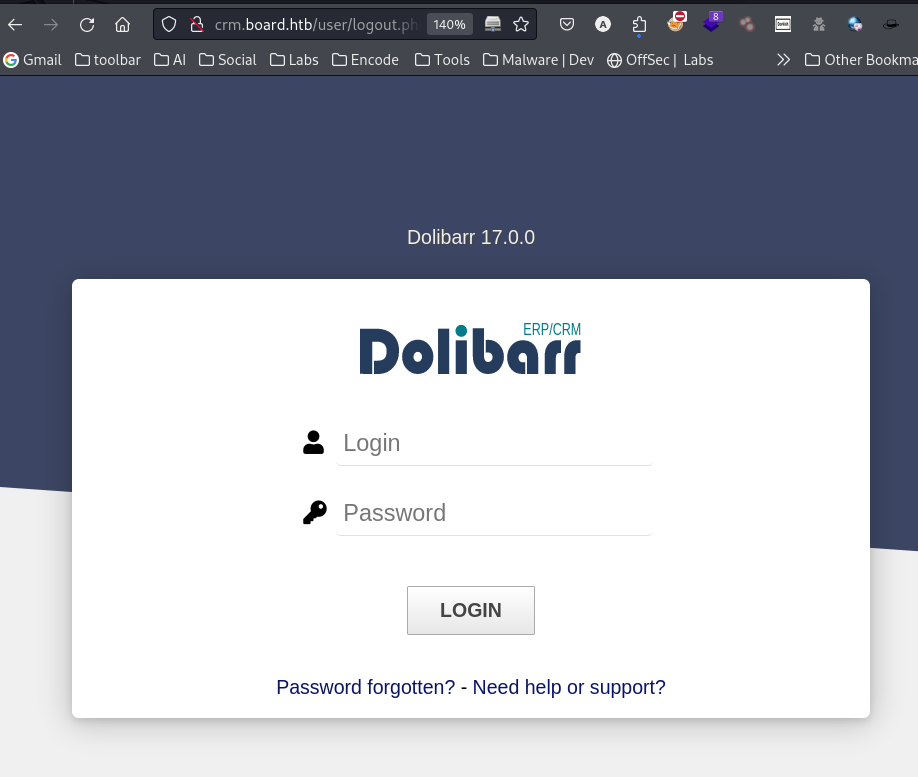 crm.board.htb/user/logout.ph 140% 8
Gmail toolbar AI Social Labs Encode Tools Malware | Dev OffSec | Labs Other Bookma
Dolibarr 17.0.0
ERP/CRM
Dolibarr
Login
Password
LOGIN
Password forgotten? - Need help or support?